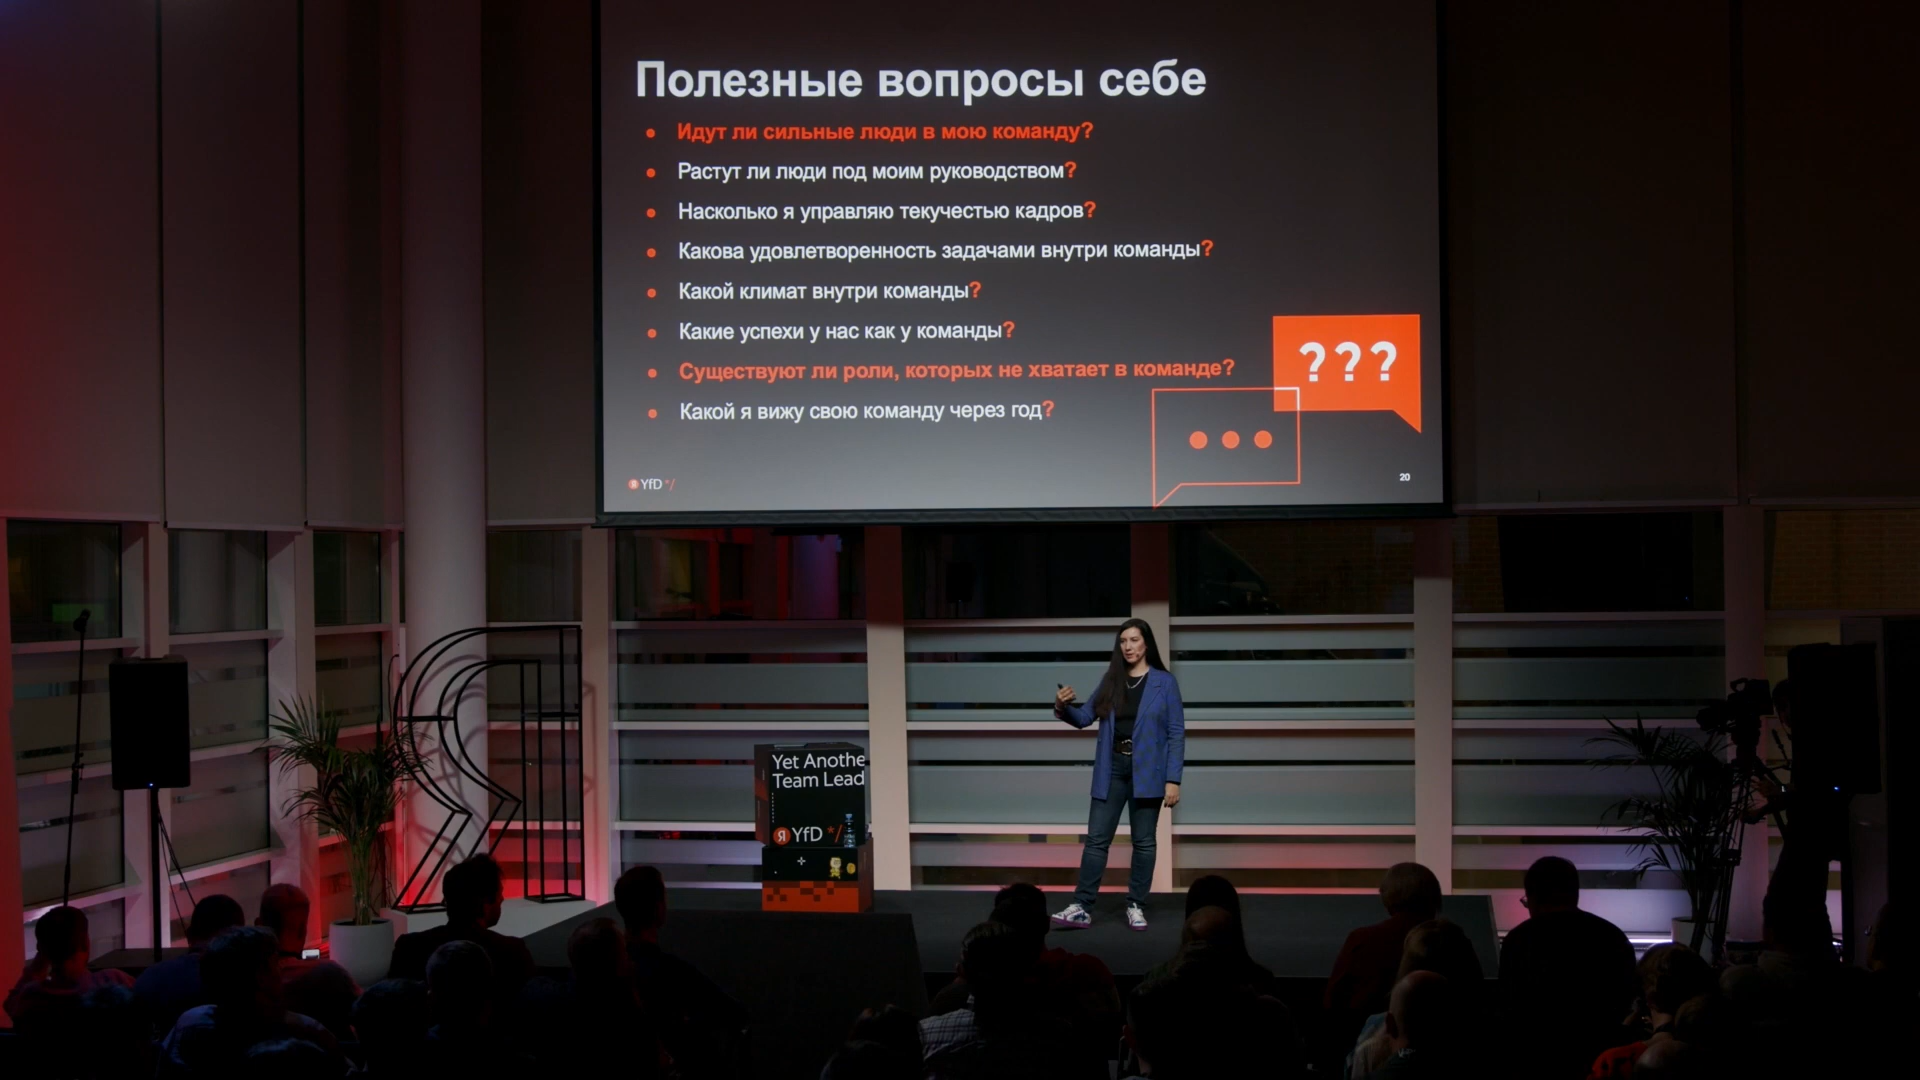 Полезные вопросы себе
Идут ли сильные люди в мою команду?
Растут ли люди под моим руководством?
Насколько я управляю текучестью кадров?
Какова удовлетворенность задачами внутри команды?
Какой климат внутри команды?
Какие успехи у нас как у команды?
Существуют ли роли, которых не хватает в команде?
Какой я вижу свою команду через год?
???
Я YfD */
20
Yet Anothe
Team Lead
Я YfD */